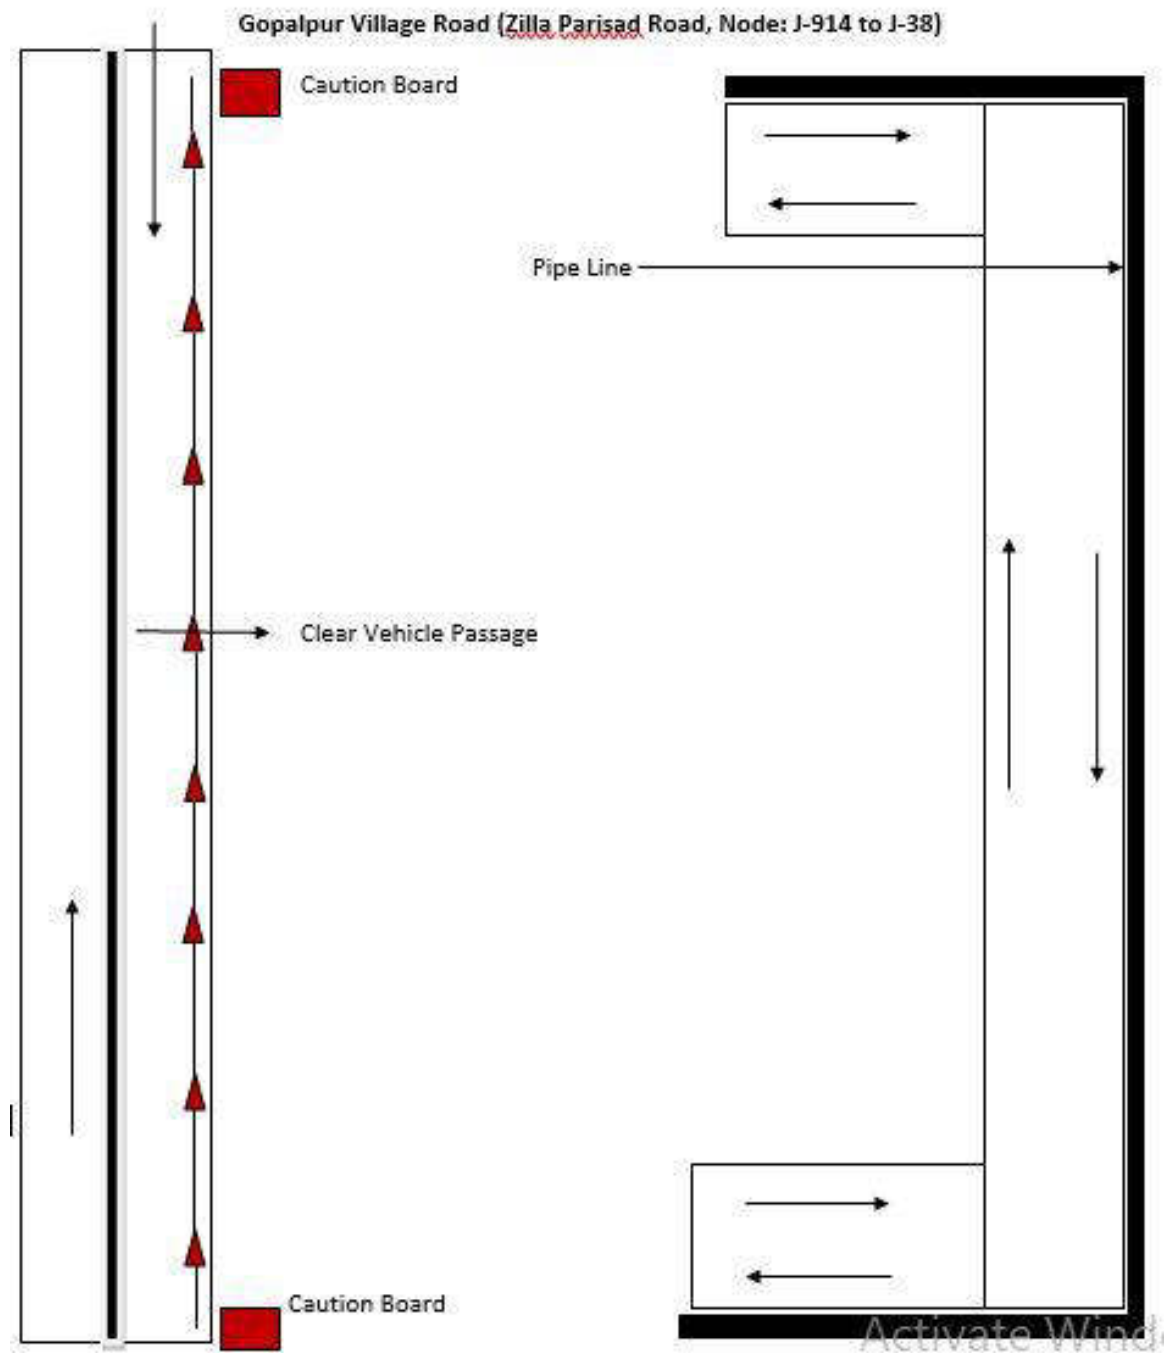 Gopalpur Village Road (Zilla Parisad Road, Node: J-914 to J-38)
Caution Board
Pipe Line
Clear Vehicle Passage
Caution Board
Activate Wind